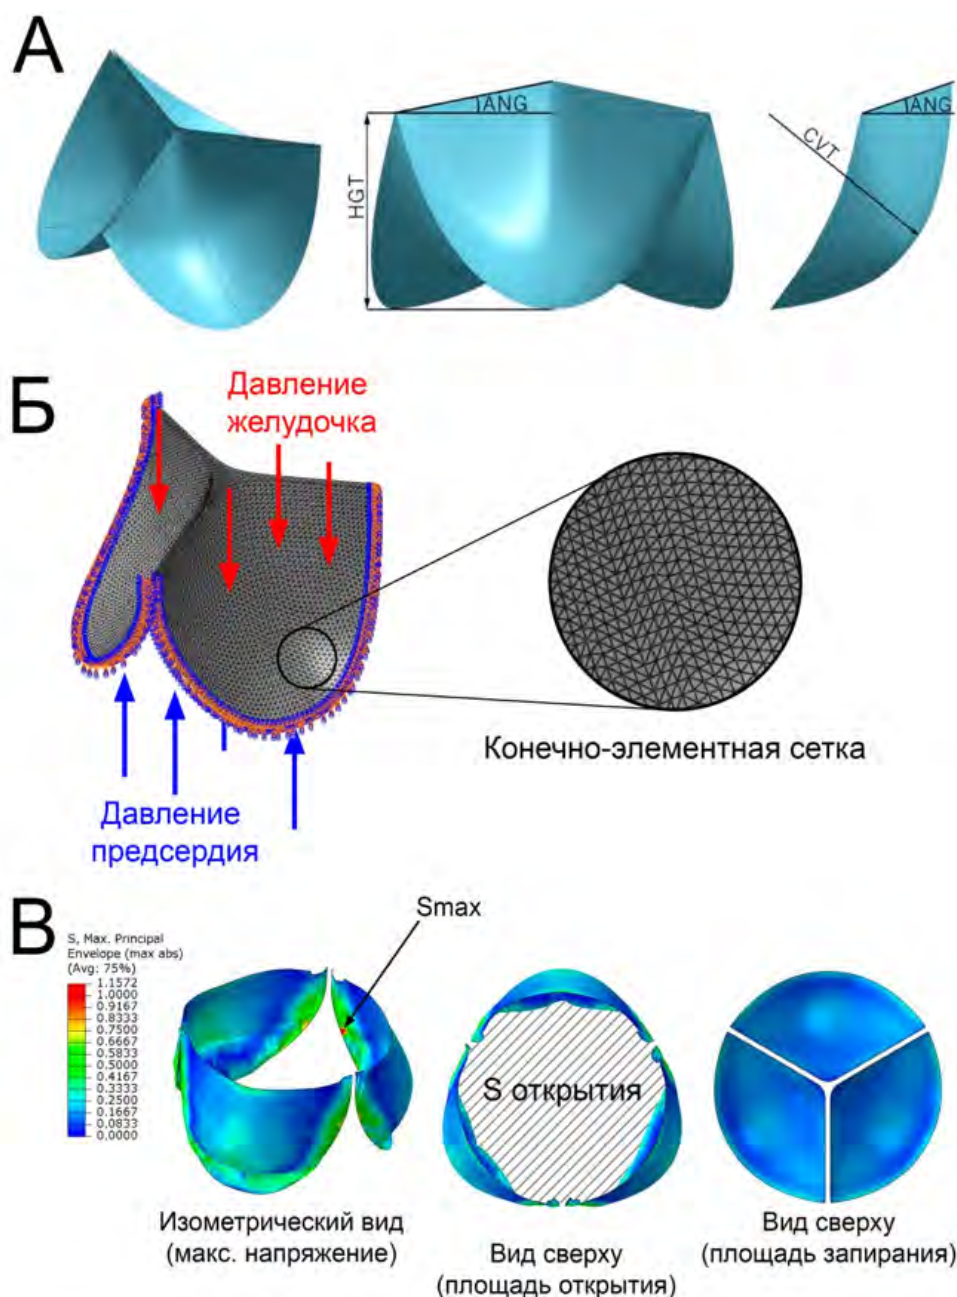 А
ANG
HGT
CVT
ANG
Б
Давление
желудочка
Конечно-элементная сетка
Давление
предсердия
В
Smax
S, Max. Principal
Envelope (max abs)
(Avg: 75%)
1.1572
1.0000
0.9167
0.8333
0.7500
0.6667
0.5833
0.5000
0.4167
0.3333
0.2500
0.1667
0.0833
0.0000
S открытия
Изометрический вид
(макс. напряжение)
Вид сверху
(площадь открытия)
Вид сверху
(площадь запирания)